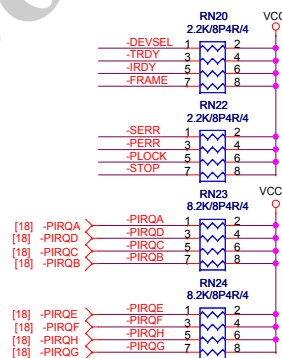 RN20 VCC
2.2K/8P4R/4
-DEVSEL 1 2
-TRDY 3 4
-IRDY 5 6
-FRAME 7 8
RN22
2.2K/8P4R/4
-SERR 1 2
-PERR 3 4
-PLOCK 5 6
-STOP 7 8
RN23 VCC
8.2K/8P4R/4
[18] -PIRQA -PIRQA 1 2
[18] -PIRQD -PIRQD 3 4
[18] -PIRQC -PIRQC 5 6
[18] -PIRQB -PIRQB 7 8
RN24
8.2K/8P4R/4
[18] -PIRQE -PIRQE 1 2
[18] -PIRQF -PIRQF 3 4
[18] -PIRQH -PIRQH 5 6
[18] -PIRQG -PIRQG 7 8